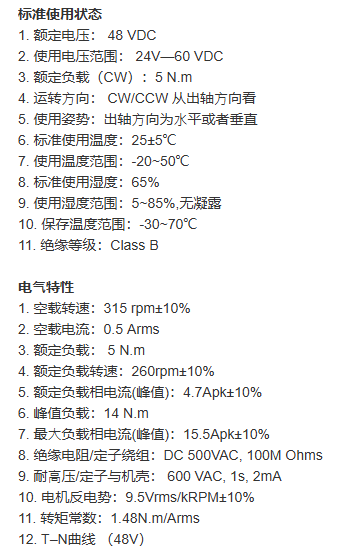 标准使用状态
1. 额定电压： 48 VDC
2. 使用电压范围： 24V—60 VDC
3. 额定负载（CW）: 5 N.m
4. 运转方向： CW/CCW 从出轴方向看
5. 使用姿势：出轴方向为水平或者垂直
6. 标准使用温度：25±5℃
7. 使用温度范围：-20~50℃
8. 标准使用湿度：65%
9. 使用湿度范围：5~85%,无凝露
10. 保存温度范围：-30~70℃
11. 绝缘等级：Class B
电气特性
1. 空载转速：315 rpm±10%
2. 空载电流：0.5 Arms
3. 额定负载： 5 N.m
4. 额定负载转速：260rpm±10%
5. 额定负载相电流(峰值)：4.7Apk±10%
6. 峰值负载：14 N.m
7. 最大负载相电流(峰值)：15.5Apk±10%
8. 绝缘电阻/定子绕组：DC 500VAC, 100M Ohms
9. 耐高压/定子与机壳： 600 VAC, 1s, 2mA
10. 电机反电势：9.5Vrms/kRPM±10%
11. 转矩常数：1.48N.m/Arms
12. T–N曲线 （48V）